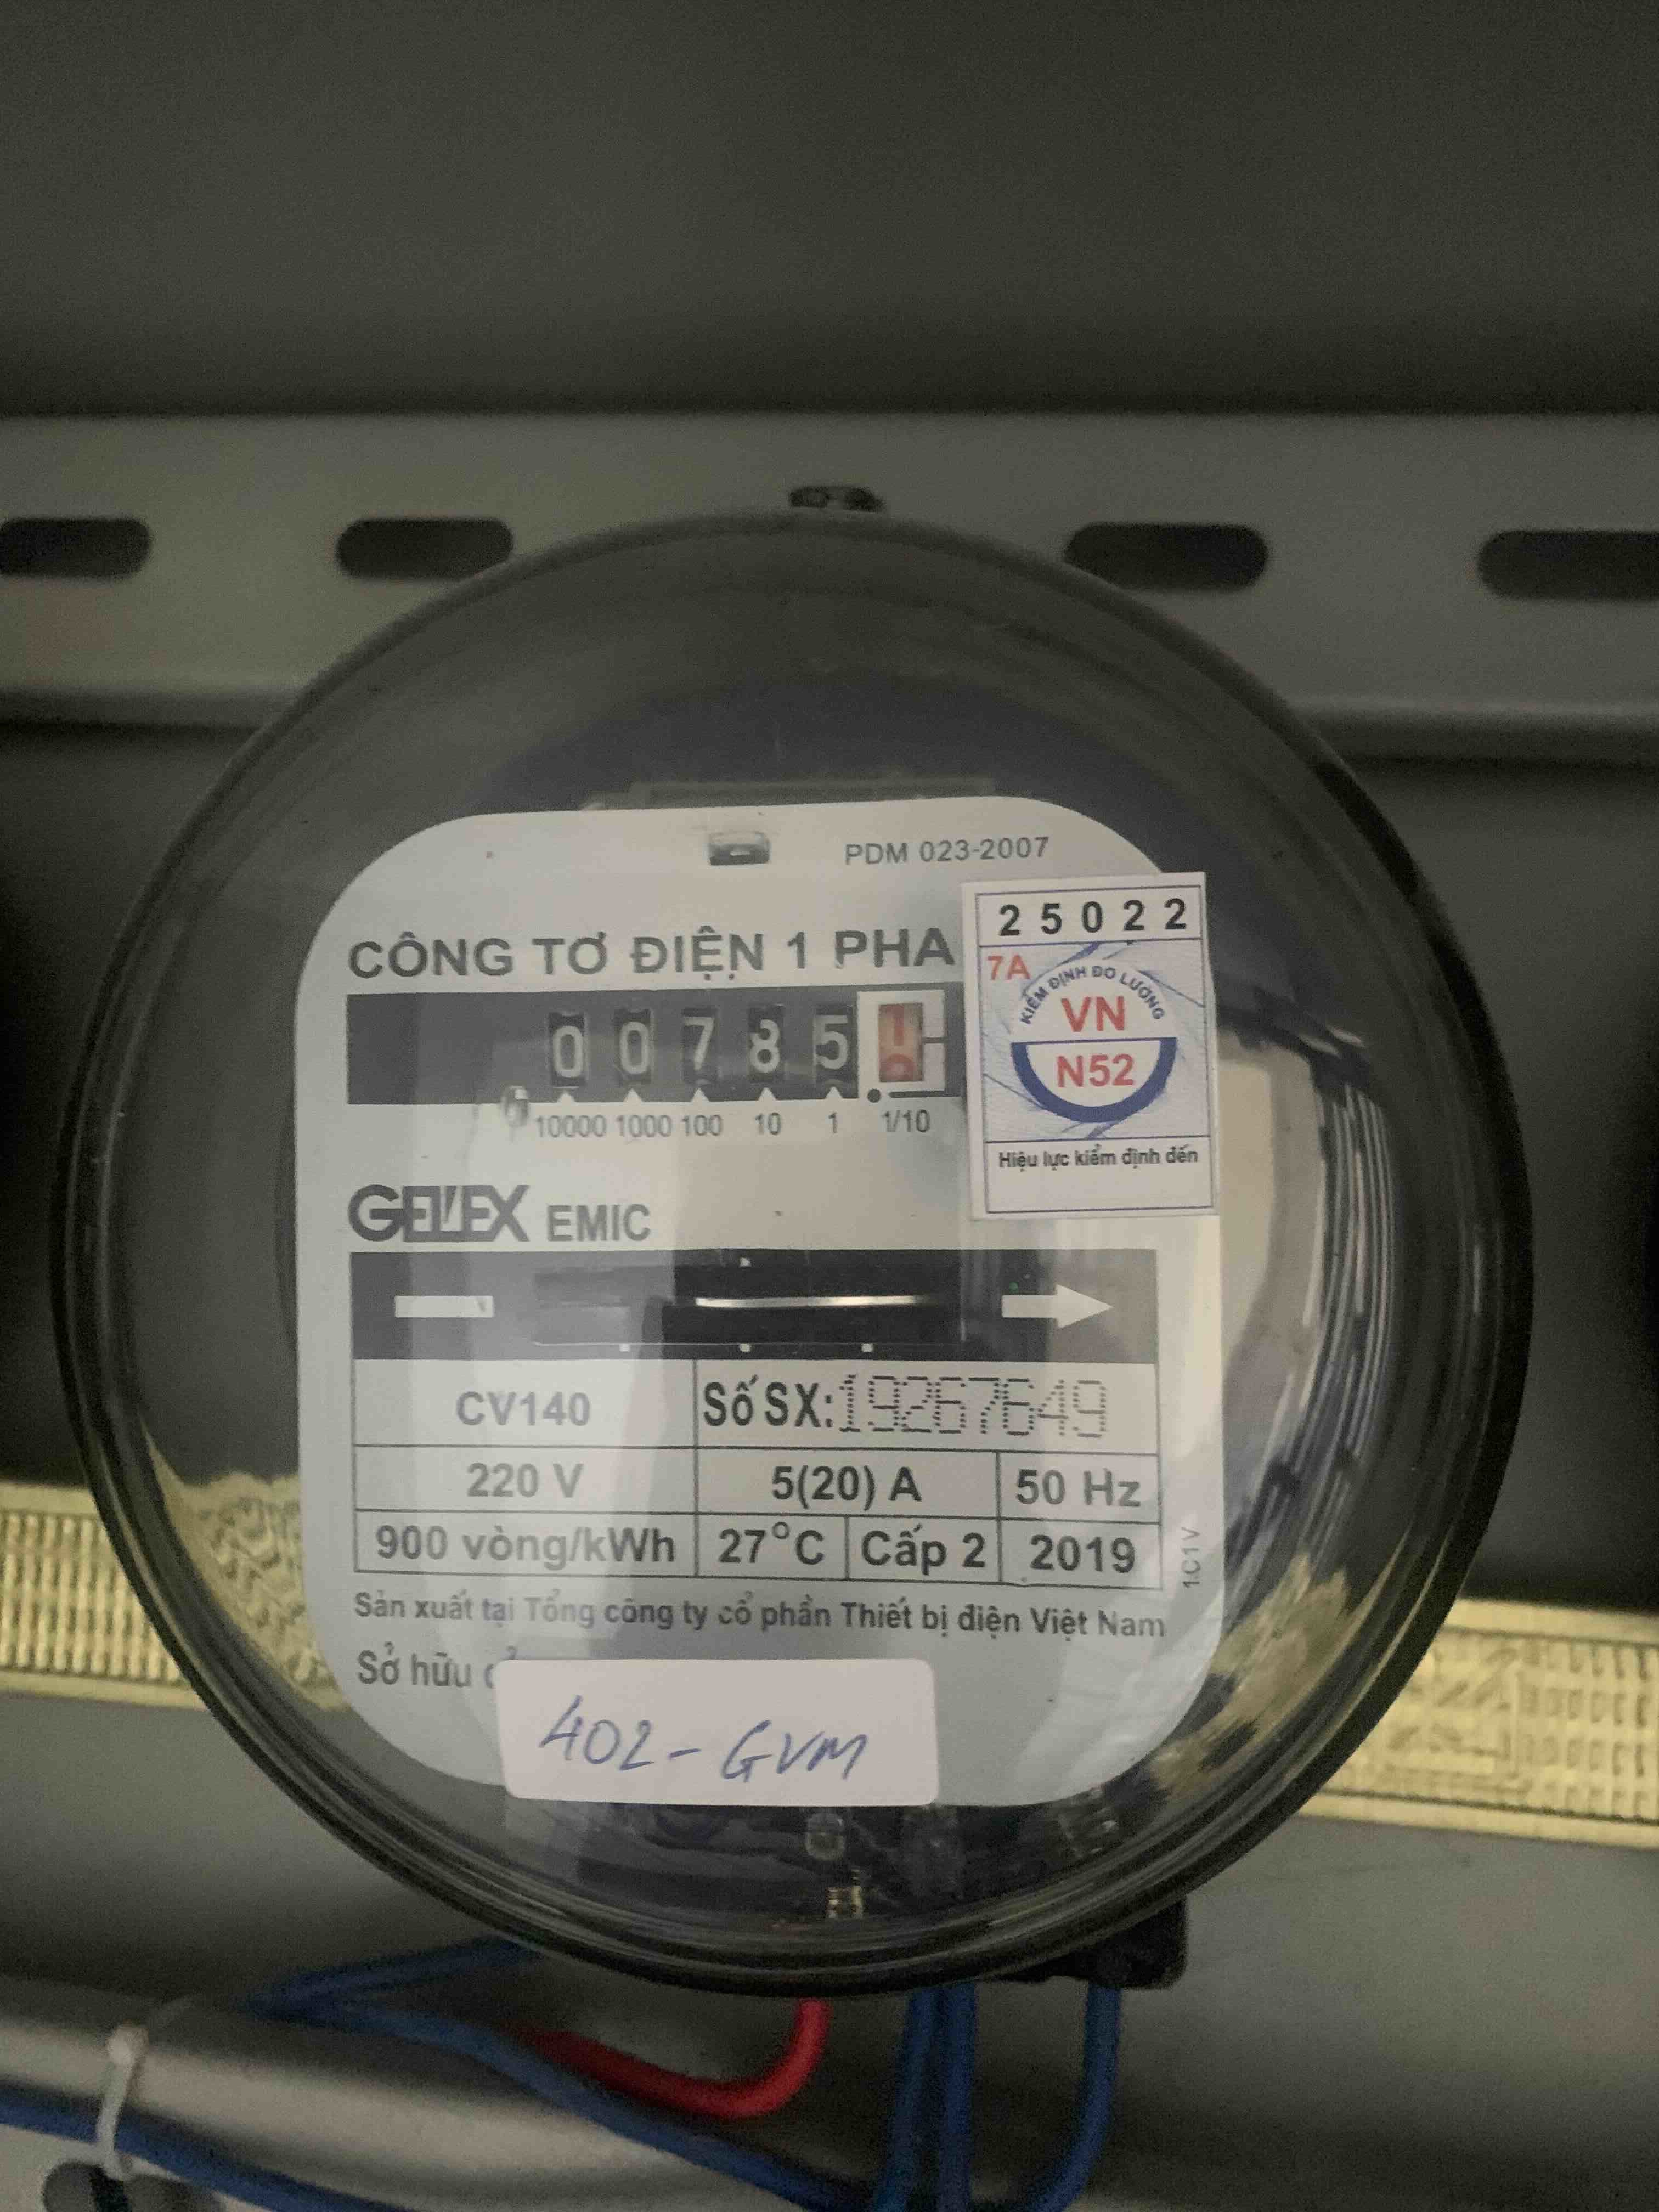 PDM 023-2007
25022
7A
KIỂM ĐỊNH ĐO LƯỜNG
VN
N52
Hiệu lực kiểm định đến
CÔNG TƠ ĐIỆN 1 PHA
0 0 7 8 5
10000 1000 100 10 1 1/10
GELEX EMIC
CV140 Số SX: 19267649
220 V 5(20) A 50 Hz
900 vòng/kWh 27°C Cấp 2 2019
1.C1V
Sản xuất tại Tổng công ty cổ phần Thiết bị điện Việt Nam
Sở hữu
402 - GVM